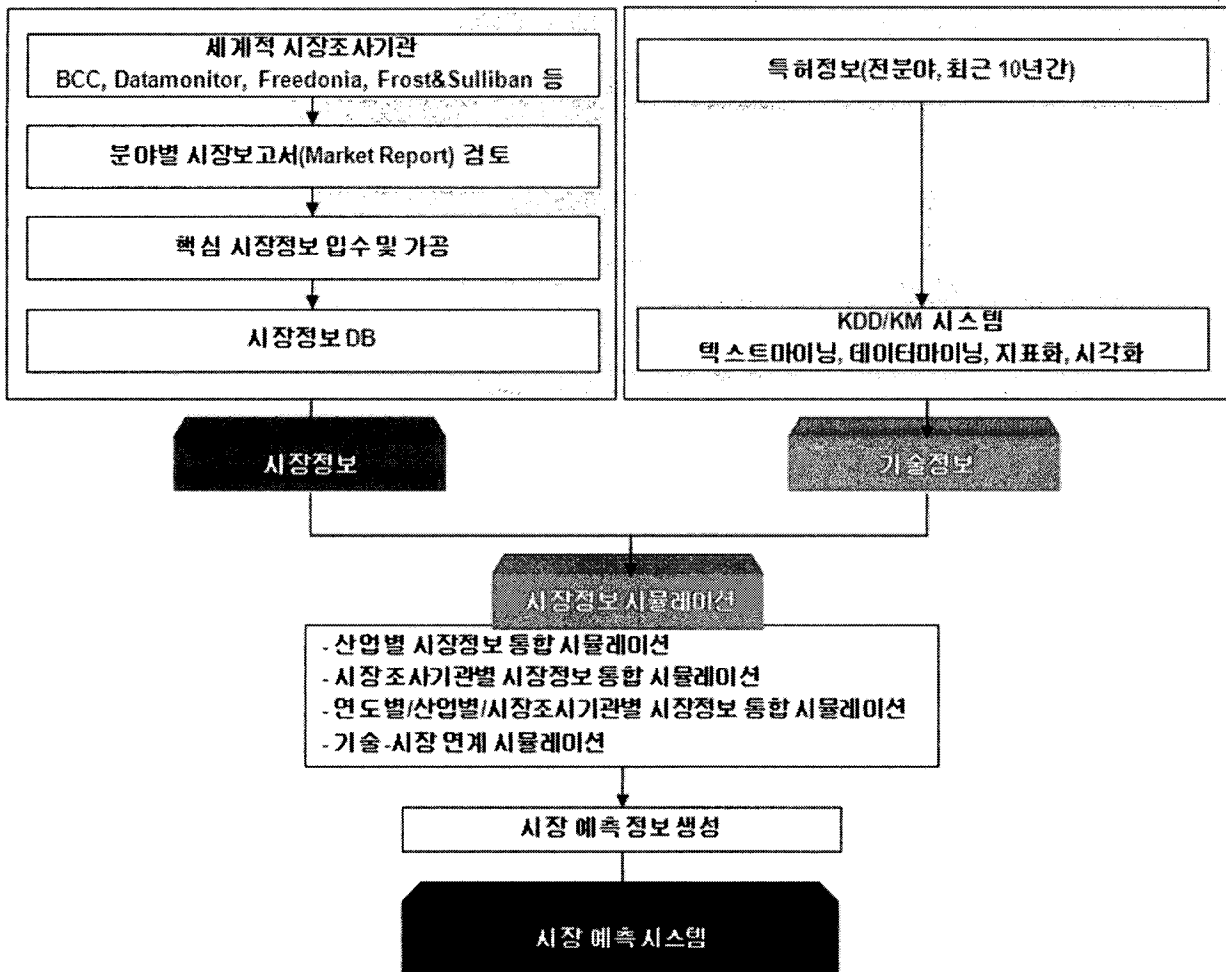 세계적 시장조사기관
BCC, Datamonitor, Freedonia, Frost&Sulliban 등
분야별 시장보고서(Market Report) 검토
핵심 시장정보 입수 및 가공
시장정보 DB
특허정보(전분야, 최근 10년간)
KDD/KM 시스템
텍스트마이닝, 데이터마이닝, 지표화, 시각화
시장정보
기술정보
시장정보 시뮬레이션
- 산업별 시장정보 통합 시뮬레이션
- 시장조사기관별 시장정보 통합 시뮬레이션
- 연도별/산업별/시장조시기관별 시장정보 통합 시뮬레이션
- 기술-시장 연계 시뮬레이션
시장 예측정보 생성
시장 예측시스템